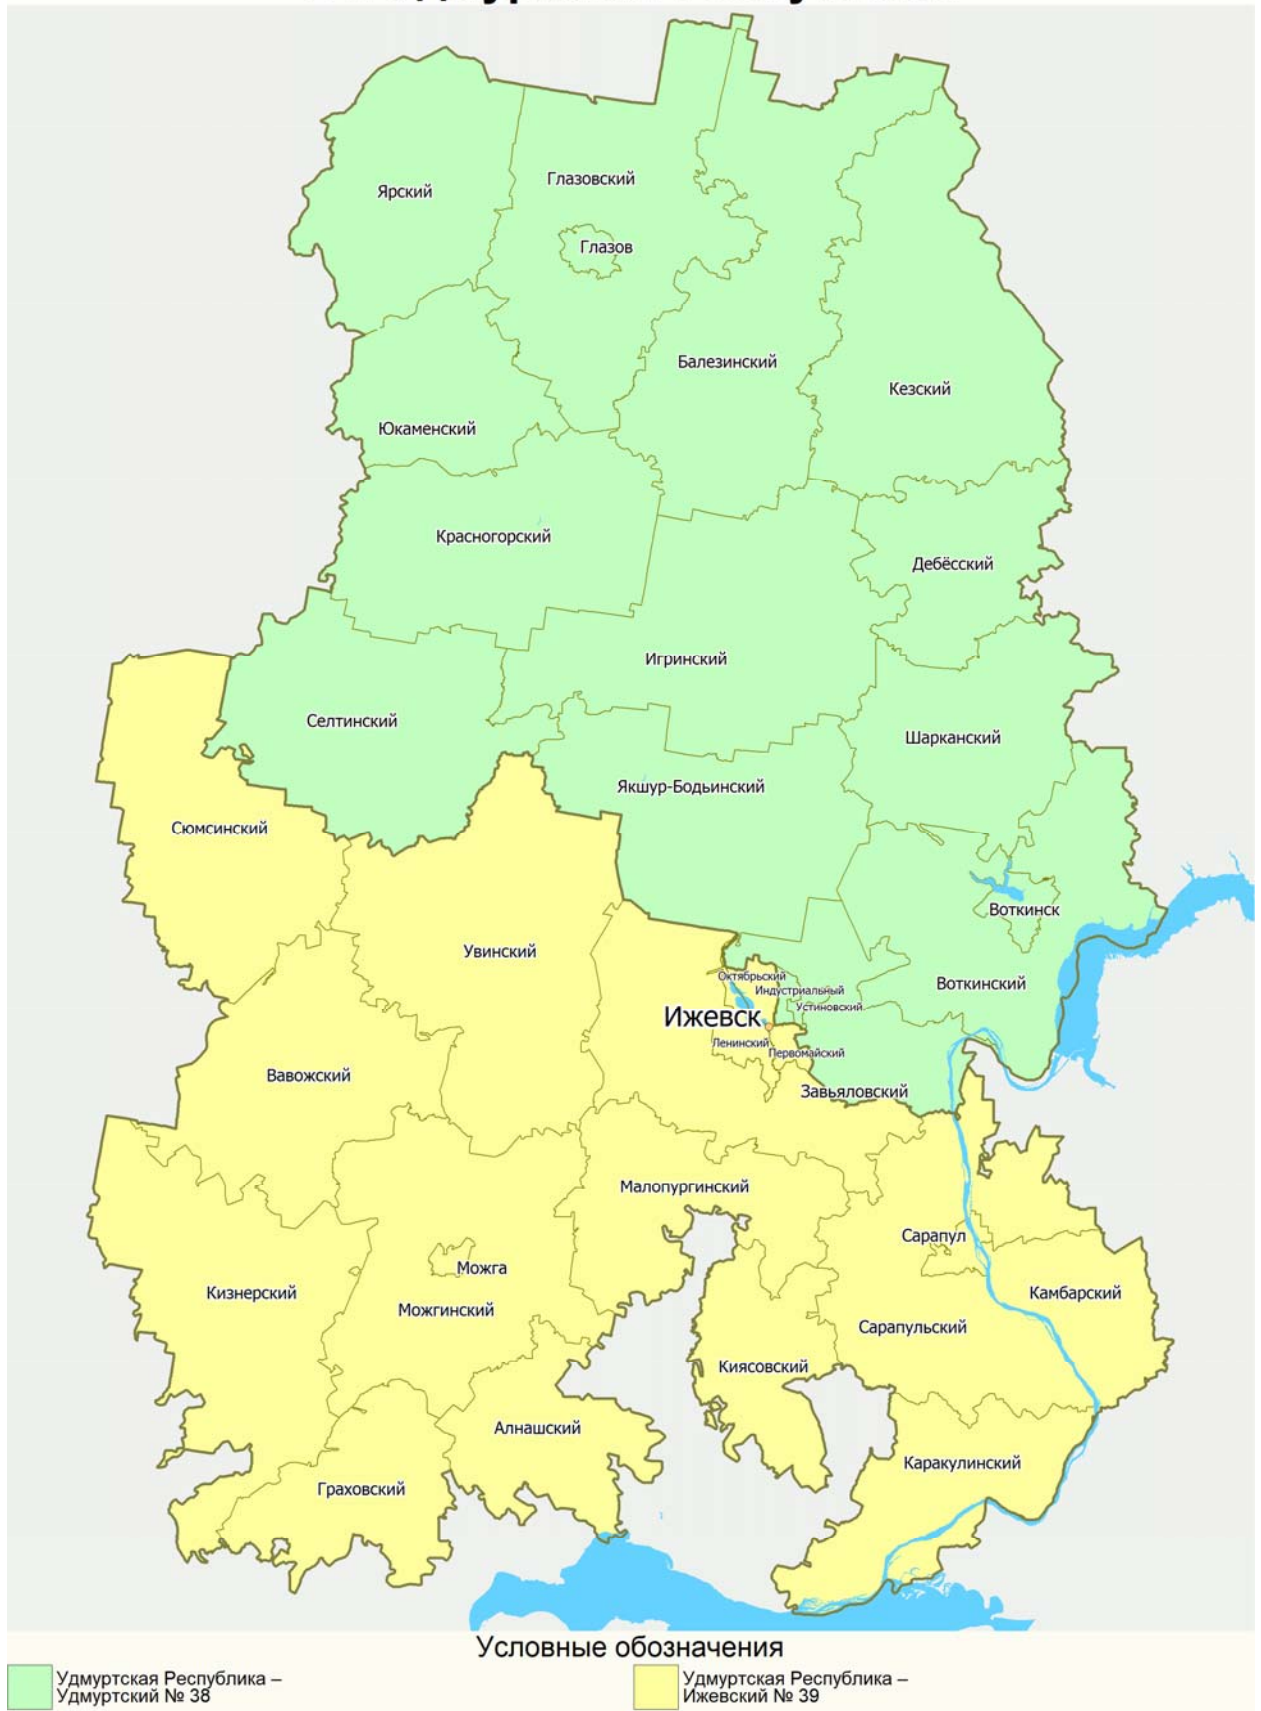 Ярский
Глазовский
Глазов
Балезинский
Кезский
Юкаменский
Красногорский
Дебёсский
Игринский
Селтинский
Шарканский
Якшур-Бодьинский
Сюмсинский
Воткинск
Увинский
Октябрьский
Воткинский
Индустриальный
Устиновский
Ижевск
Ленинский
Первомайский
Вавожский
Завьяловский
Малопургинский
Сарапул
Можга
Кизнерский
Камбарский
Можгинский
Сарапульский
Киясовский
Алнашский
Каракулинский
Граховский
Условные обозначения
Удмуртская Республика –
Удмуртский № 38
Удмуртская Республика –
Ижевский № 39